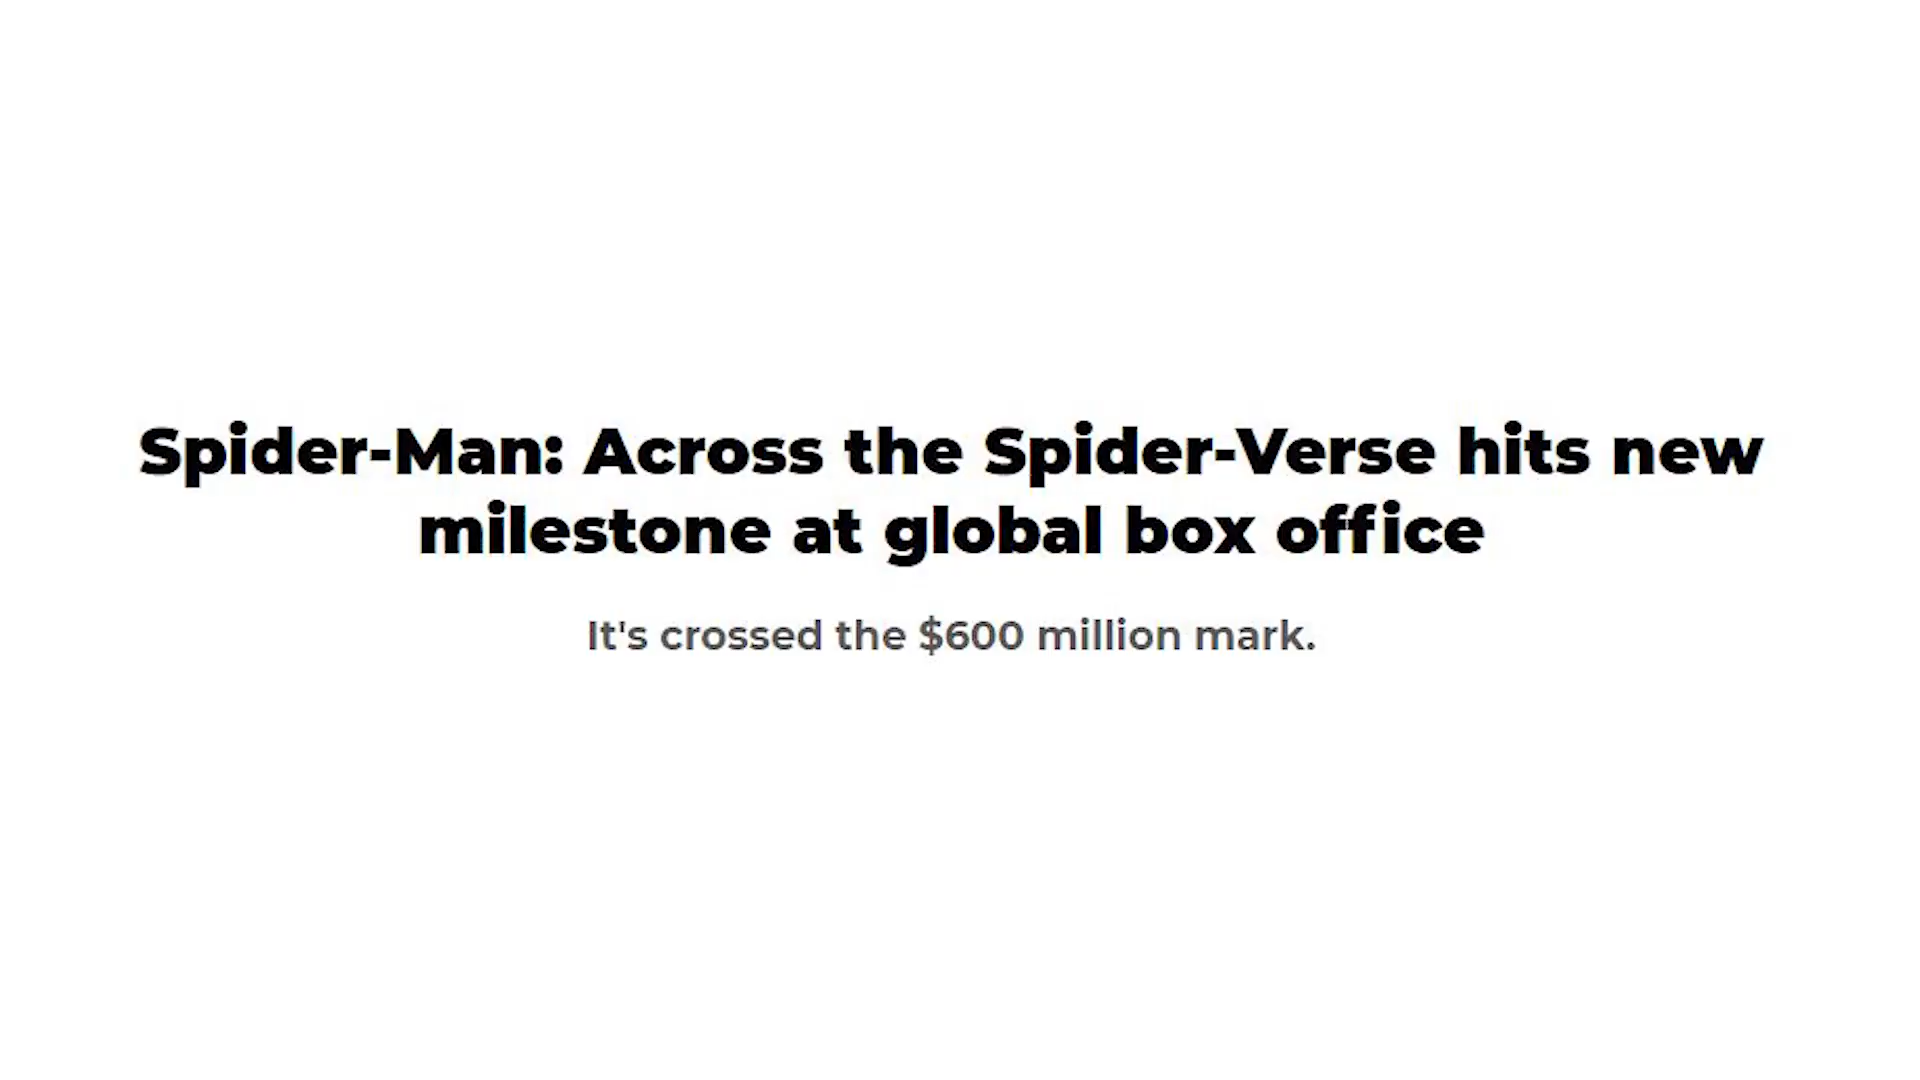 Spider-Man: Across the Spider-Verse hits new
milestone at global box office
It's crossed the $600 million mark.